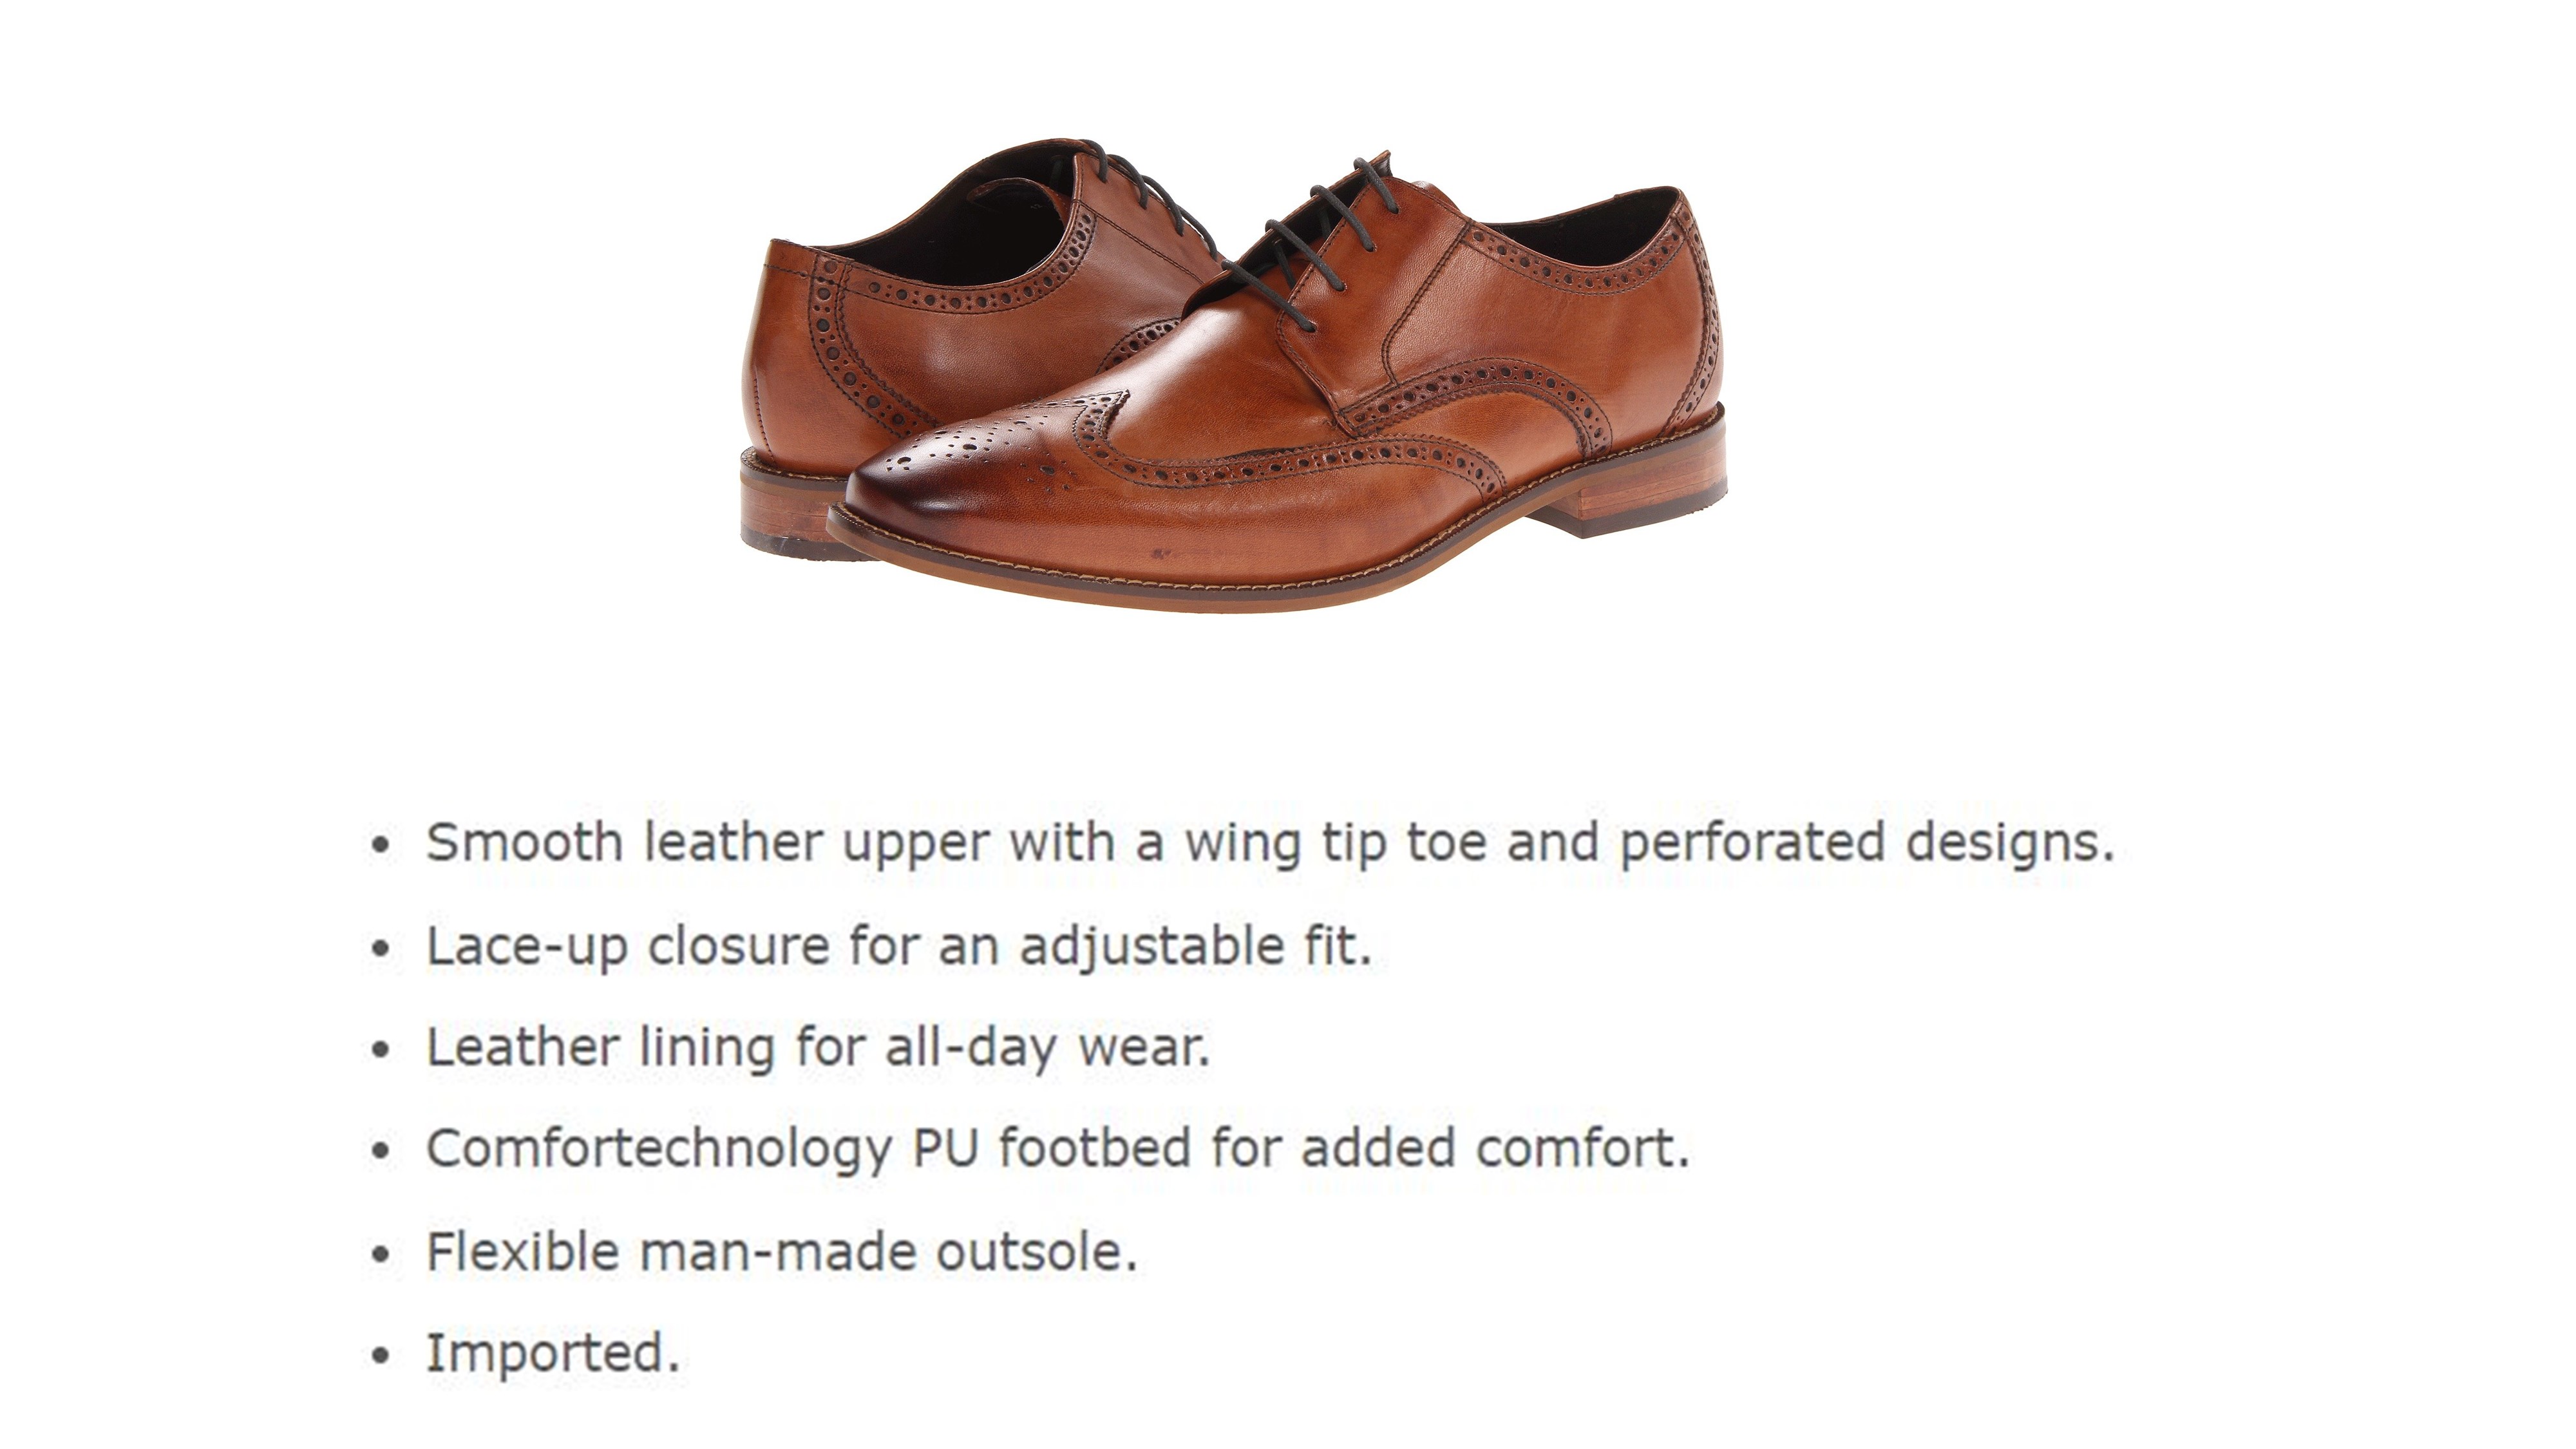 Smooth leather upper with a wing tip toe and perforated designs.
Lace-up closure for an adjustable fit.
Leather lining for all-day wear.
Comfortechnology PU footbed for added comfort.
Flexible man-made outsole.
Imported.